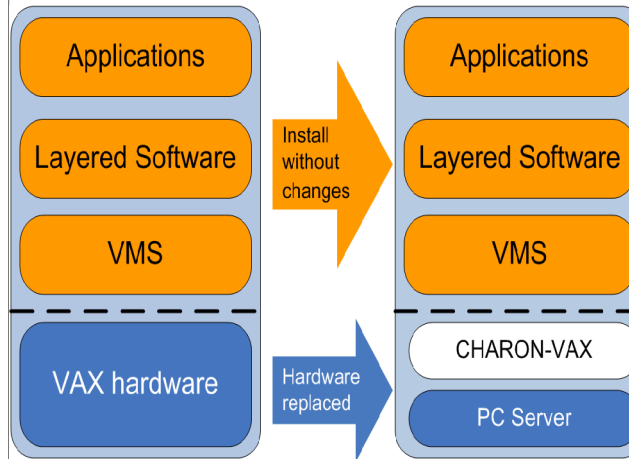 Applications
Layered Software
VMS
VAX hardware
Install
without
changes
Hardware
replaced
Applications
Layered Software
VMS
CHARON-VAX
PC Server